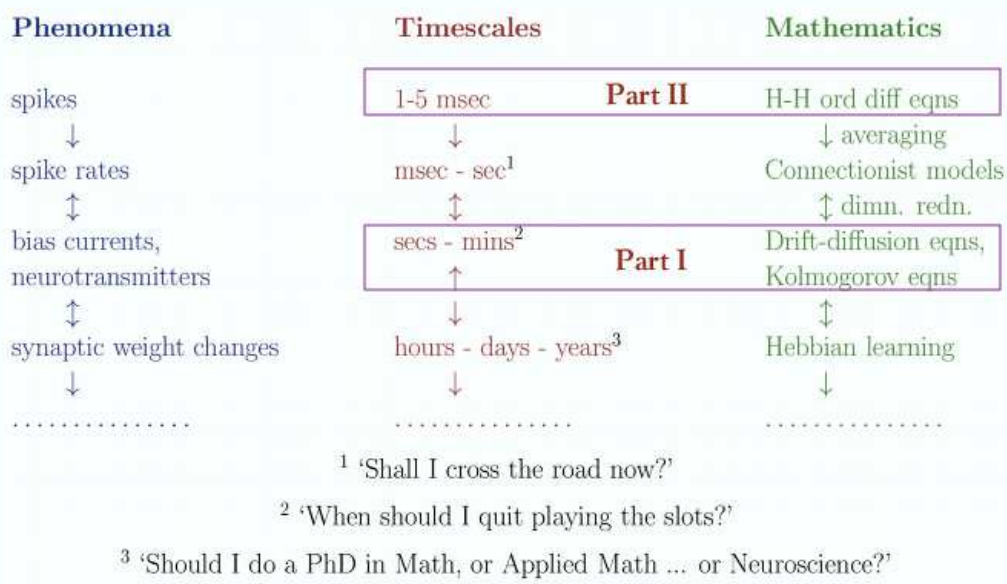 Phenomena Timescales Mathematics
spikes 1-5 msec Part II H-H ord diff eqns
↓ ↓ ↓ averaging
spike rates msec - sec¹ Connectionist models
↕ ↕ ↕ dimn. redn.
bias currents, secs - mins² Drift-diffusion eqns,
neurotransmitters ↑ Part I Kolmogorov eqns
↕ ↓ ↕
synaptic weight changes hours - days - years³ Hebbian learning
↓ ↓ ↓
............... ............... ...............
¹ ‘Shall I cross the road now?’
² ‘When should I quit playing the slots?’
³ ‘Should I do a PhD in Math, or Applied Math ... or Neuroscience?’